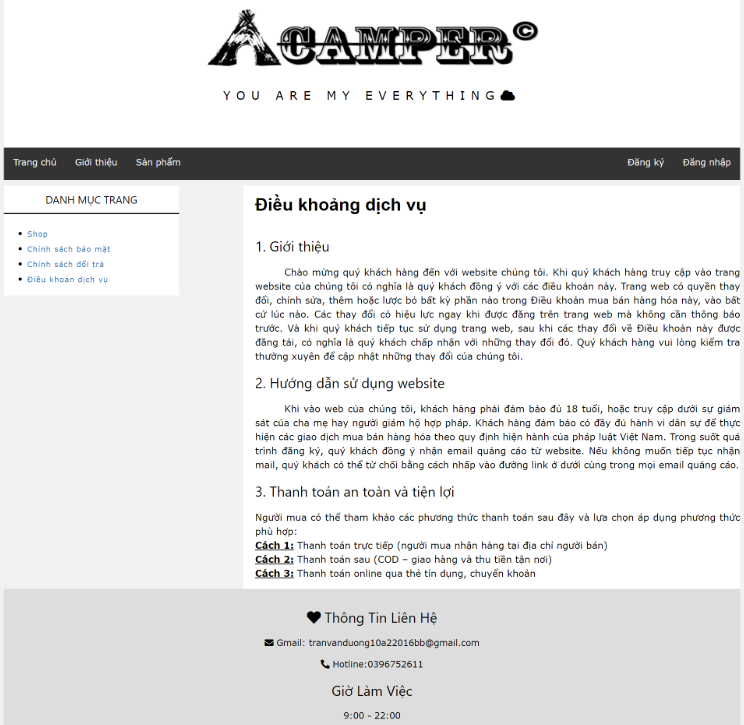 ACAMPER©
YOU ARE MY EVERYTHING
Trang chủ Giới thiệu Sản phẩm Đăng ký Đăng nhập
DANH MỤC TRANG
Shop
Chính sách bảo mật
Chính sách đổi trả
Điều khoản dịch vụ
Điều khoảng dịch vụ
1. Giới thiệu
Chào mừng quý khách hàng đến với website chúng tôi. Khi quý khách hàng truy cập vào trang
website của chúng tôi có nghĩa là quý khách đồng ý với các điều khoản này. Trang web có quyền thay
đổi, chỉnh sửa, thêm hoặc lược bỏ bất kỳ phần nào trong Điều khoản mua bán hàng hóa này, vào bất
cứ lúc nào. Các thay đổi có hiệu lực ngay khi được đăng trên trang web mà không cần thông báo
trước. Và khi quý khách tiếp tục sử dụng trang web, sau khi các thay đổi về Điều khoản này được
đăng tải, có nghĩa là quý khách chấp nhận với những thay đổi đó. Quý khách hàng vui lòng kiểm tra
thường xuyên để cập nhật những thay đổi của chúng tôi.
2. Hướng dẫn sử dụng website
Khi vào web của chúng tôi, khách hàng phải đảm bảo đủ 18 tuổi, hoặc truy cập dưới sự giám
sát của cha mẹ hay người giám hộ hợp pháp. Khách hàng đảm bảo có đầy đủ hành vi dân sự để thực
hiện các giao dịch mua bán hàng hóa theo quy định hiện hành của pháp luật Việt Nam. Trong suốt quá
trình đăng ký, quý khách đồng ý nhận email quảng cáo từ website. Nếu không muốn tiếp tục nhận
mail, quý khách có thể từ chối bằng cách nhấp vào đường link ở dưới cùng trong mọi email quảng cáo.
3. Thanh toán an toàn và tiện lợi
Người mua có thể tham khảo các phương thức thanh toán sau đây và lựa chọn áp dụng phương thức
phù hợp:
Cách 1: Thanh toán trực tiếp (người mua nhận hàng tại địa chỉ người bán)
Cách 2: Thanh toán sau (COD – giao hàng và thu tiền tận nơi)
Cách 3: Thanh toán online qua thẻ tín dụng, chuyển khoản
Thông Tin Liên Hệ
Gmail: tranvanduong10a22016bb@gmail.com
Hotline:0396752611
Giờ Làm Việc
9:00 - 22:00